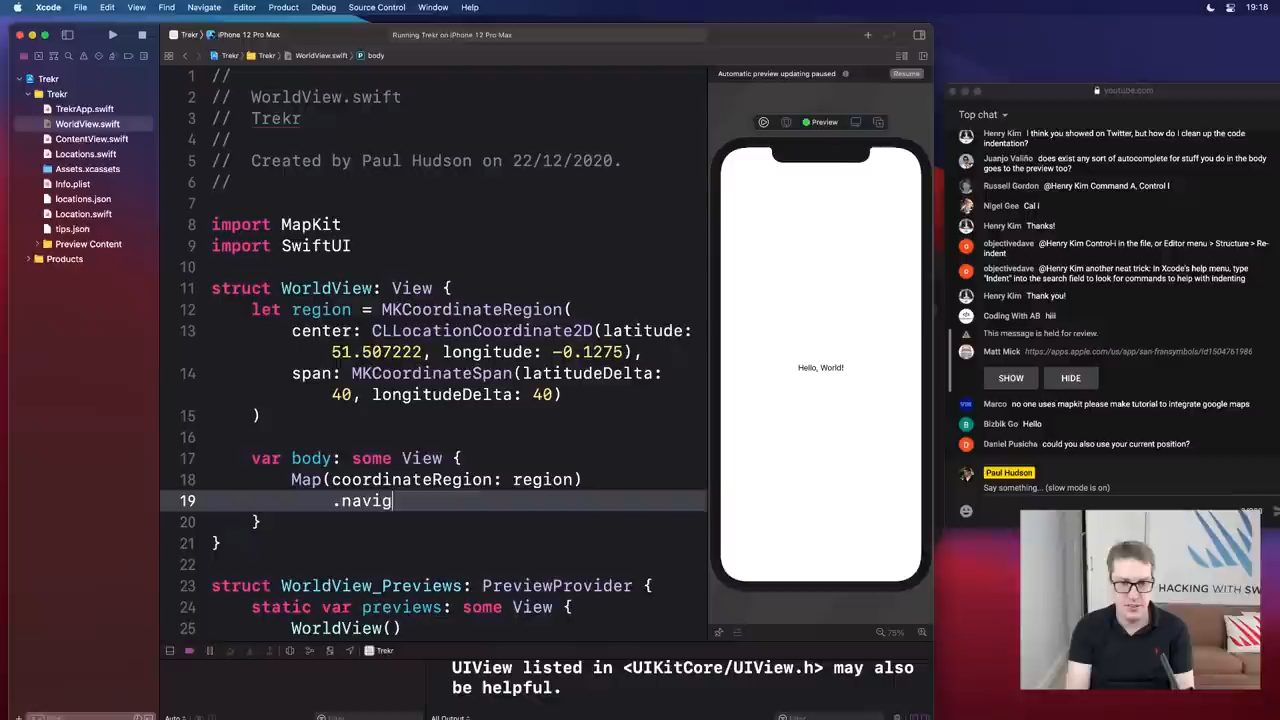 Xcode File Edit View Find Navigate Editor Product Debug Source Control Window Help 19:18
Trekr iPhone 12 Pro Max
Running Trekr on iPhone 12 Pro Max
Trekr Trekr WorldView.swift body
Trekr
Trekr
TrekrApp.swift
WorldView.swift
ContentView.swift
Locations.swift
Assets.xcassets
Info.plist
locations.json
Location.swift
tips.json
Preview Content
Products
1 //
2 // WorldView.swift
3 // Trekr
4 //
5 // Created by Paul Hudson on 22/12/2020.
6 //
7
8 import MapKit
9 import SwiftUI
10
11 struct WorldView: View {
12 let region = MKCoordinateRegion(
13 center: CLLocationCoordinate2D(latitude:
51.507222, longitude: -0.1275),
14 span: MKCoordinateSpan(latitudeDelta:
40, longitudeDelta: 40)
15 )
16
17 var body: some View {
18 Map(coordinateRegion: region)
19 .navig
20 }
21 }
22
23 struct WorldView_Previews: PreviewProvider {
24 static var previews: some View {
25 WorldView()
Trekr
UIView listed in <UIKitCore/UIView.h> may also
be helpful.
Auto
Filter
All Output
Filter
Automatic preview updating paused
Resume
Preview
Hello, World!
75%
youtube.com
Top chat
Henry Kim I think you showed on Twitter, but how do I clean up the code
indentation?
Juanjo Valiño does exist any sort of autocomplete for stuff you do in the body
goes to the preview too?
Russell Gordon @Henry Kim Command A, Control I
Nigel Gee Cal i
Henry Kim Thanks!
objectivedave @Henry Kim Control-i in the file, or Editor menu > Structure > Re-
indent
objectivedave @Henry Kim another neat trick: In Xcode's help menu, type
"Indent" into the search field to look for commands to help with indenting
Henry Kim Thank you!
Coding With AB hiii
This message is held for review.
Matt Mick https://apps.apple.com/us/app/san-fransymbols/id1504761986
SHOW HIDE
Marco no one uses mapkit please make tutorial to integrate google maps
Bizblk Go Hello
Daniel Pusicha could you also use your current position?
Paul Hudson
Say something... (slow mode is on)
HACKING WITH SW